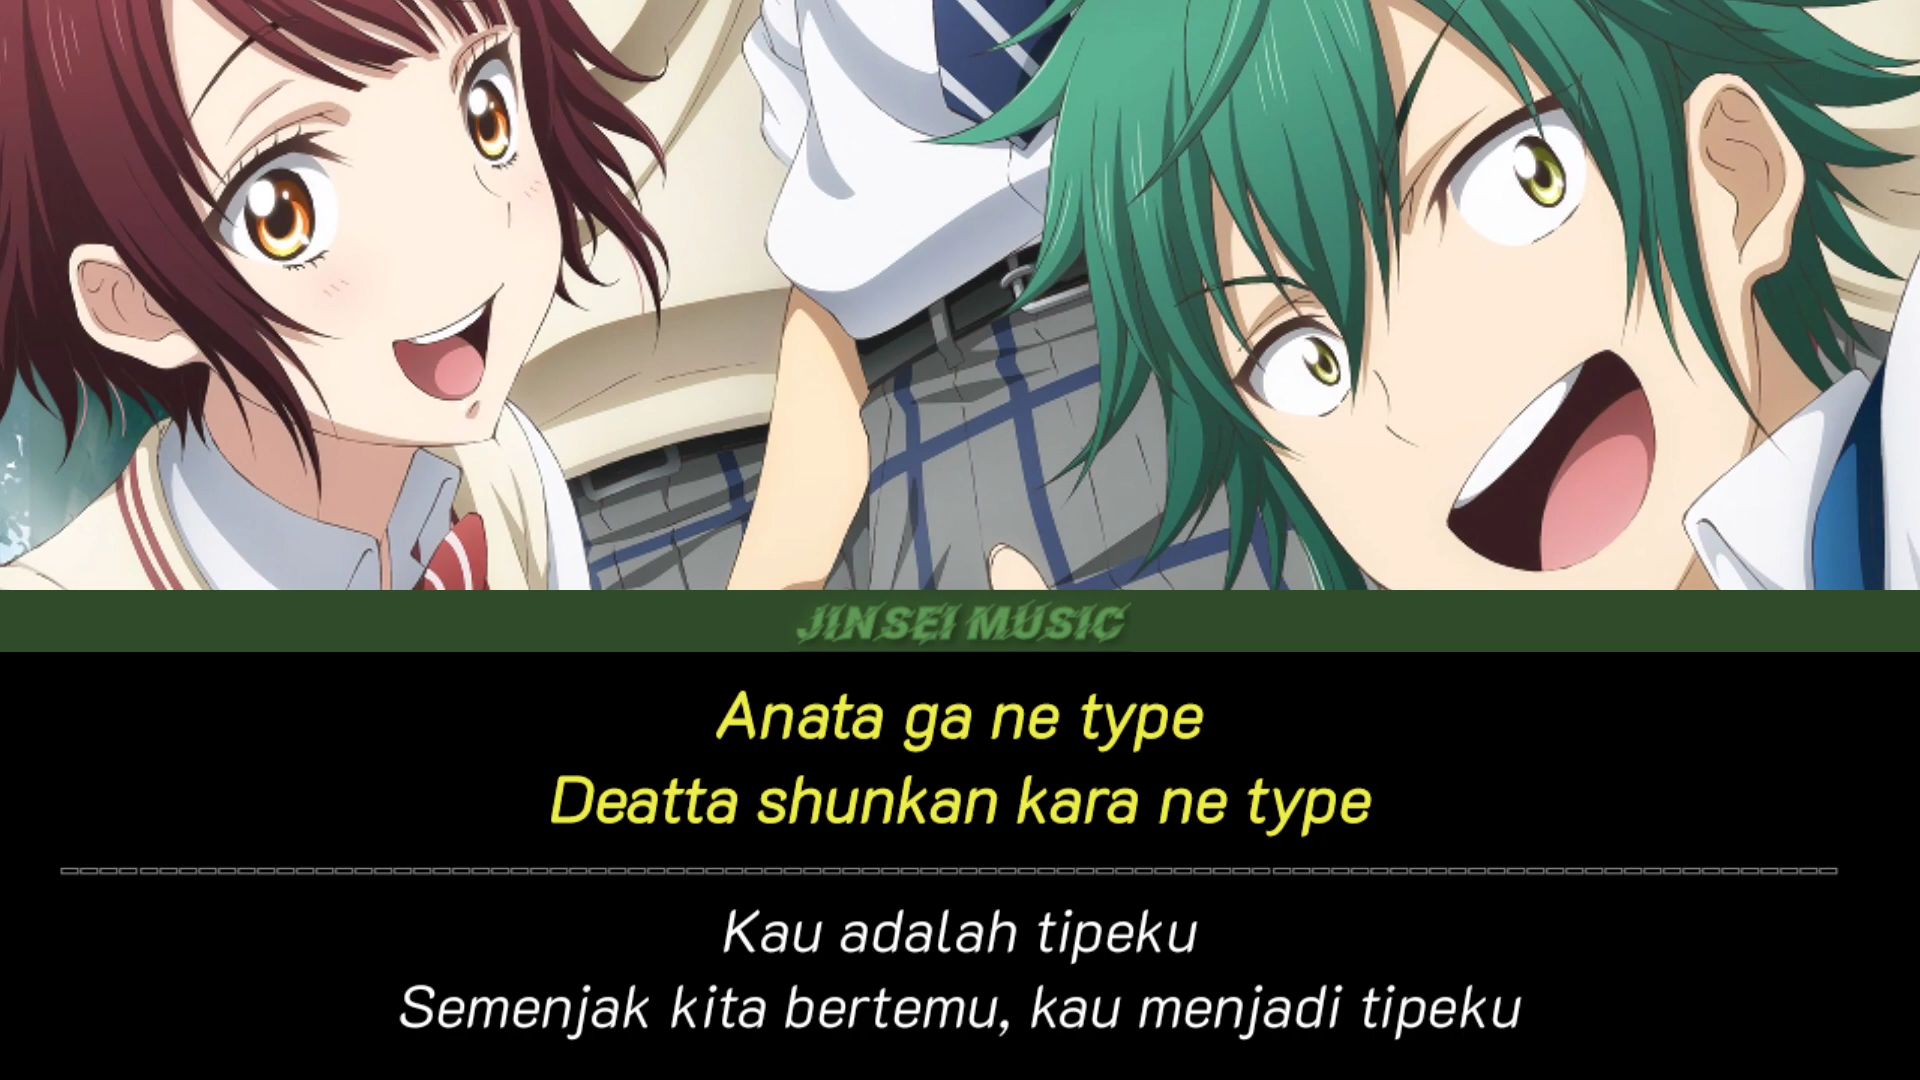 JINSEI MUSIC
Anata ga ne type
Deatta shunkan kara ne type
Kau adalah tipeku
Semenjak kita bertemu, kau menjadi tipeku